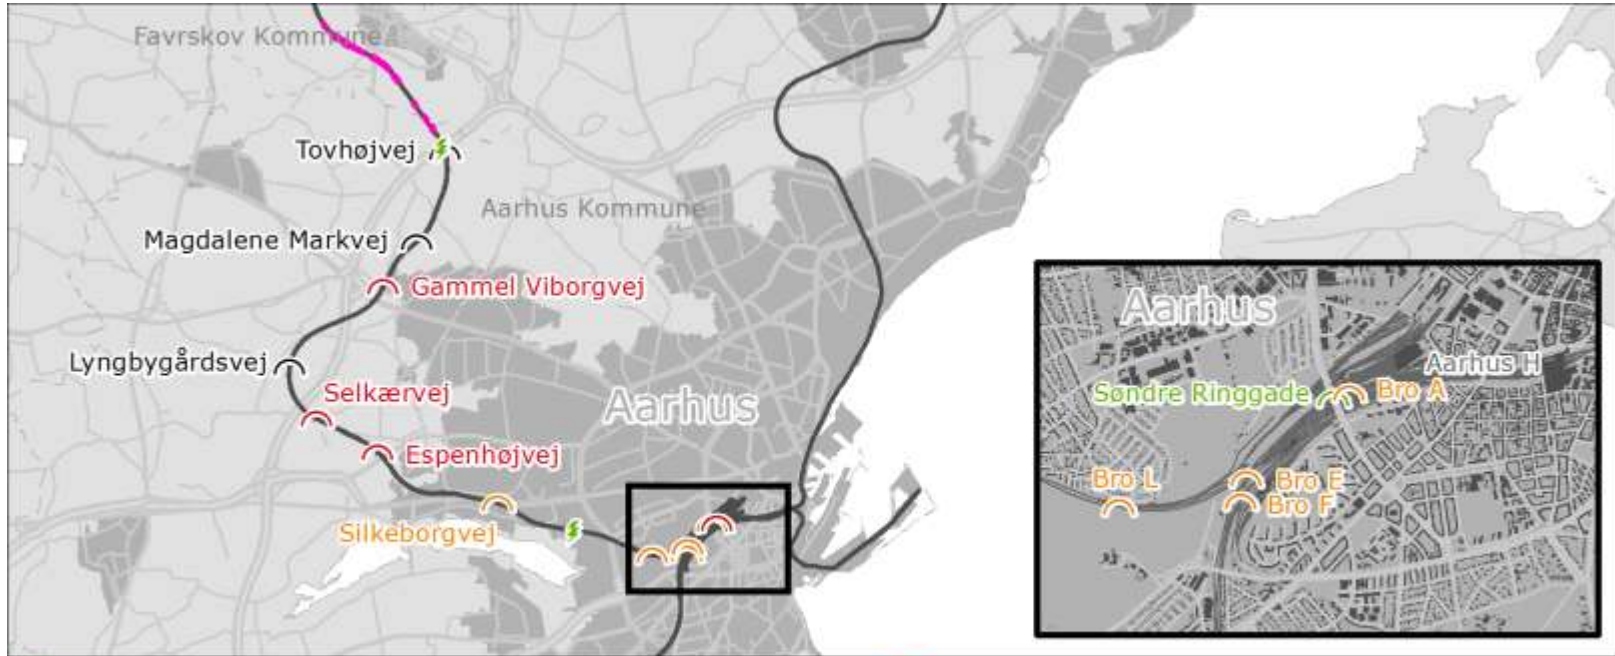 Favrskov Kommune
Tovhøjvej
Aarhus Kommune
Magdalene Markvej
Gammel Viborgvej
Lyngbygårdsvej
Selkærvej
Aarhus
Espenhøjvej
Silkeborgvej
Aarhus
Aarhus H
Søndre Ringgade
Bro A
Bro L
Bro E
Bro F